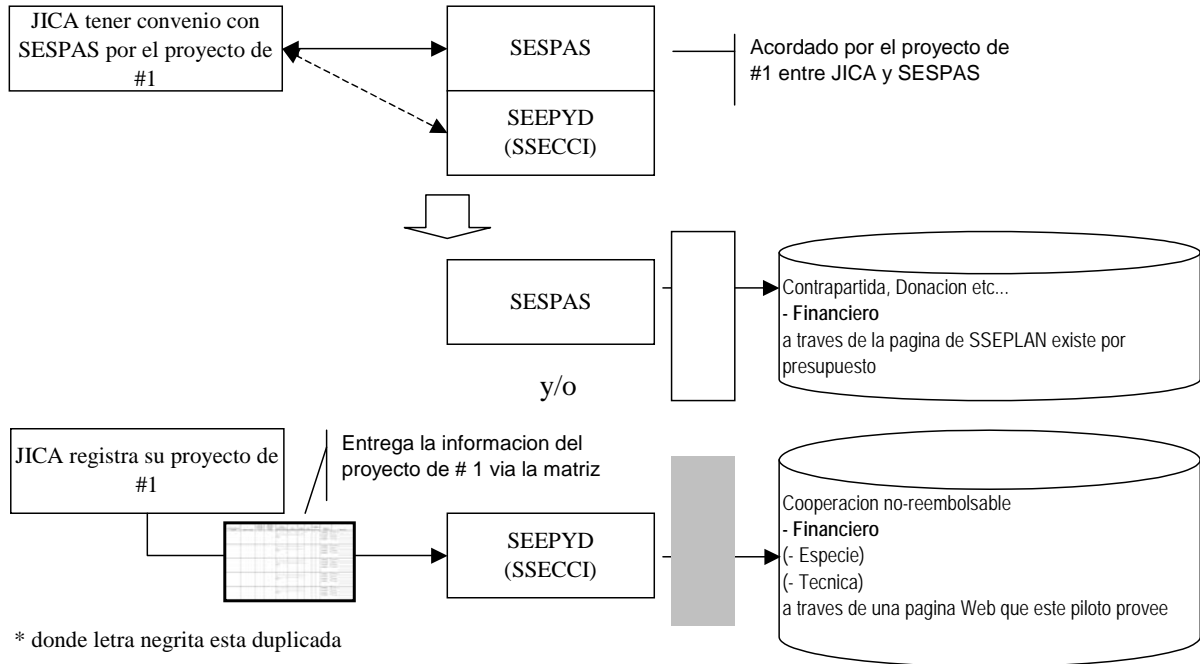 JICA tener convenio con
SESPAS por el proyecto de
#1
SESPAS
Acordado por el proyecto de
#1 entre JICA y SESPAS
SEEPYD
(SSECCI)
SESPAS
Contrapartida, Donacion etc...
- Financiero
a traves de la pagina de SSEPLAN existe por
presupuesto
y/o
JICA registra su proyecto de
#1
Entrega la informacion del
proyecto de # 1 via la matriz
SEEPYD
(SSECCI)
Cooperacion no-reembolsable
- Financiero
(- Especie)
(- Tecnica)
a traves de una pagina Web que este piloto provee
* donde letra negrita esta duplicada